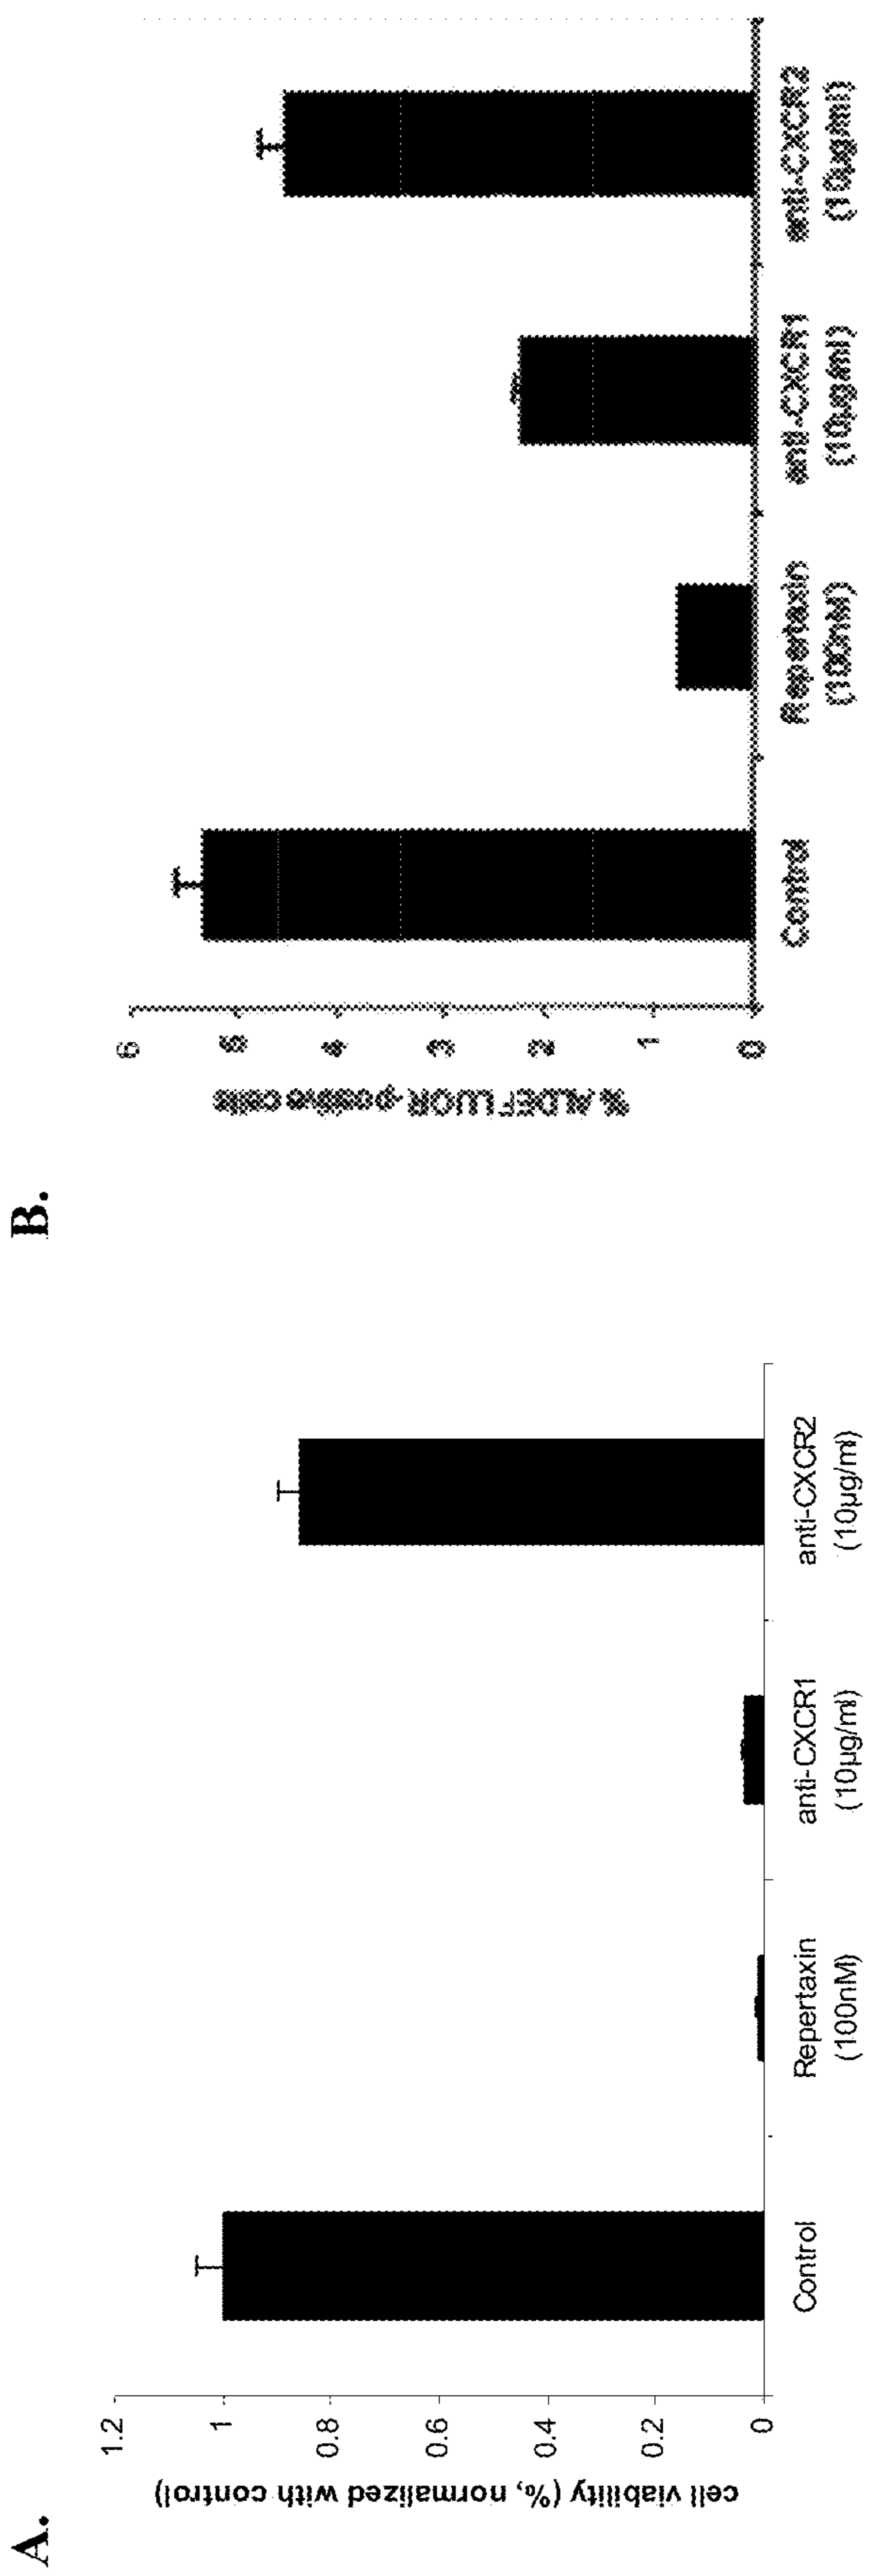 A.
cell viability (%, normalized with control)
1.2
1
0.8
0.6
0.4
0.2
0
Control
Repertaxin
(100nM)
anti-CXCR1
(10µg/ml)
anti-CXCR2
(10µg/ml)
B.
% ALDEFLUOR-positive cells
6
5
4
3
2
1
0
Control
Repertaxin
(100nM)
anti-CXCR1
(10µg/ml)
anti-CXCR2
(10µg/ml)